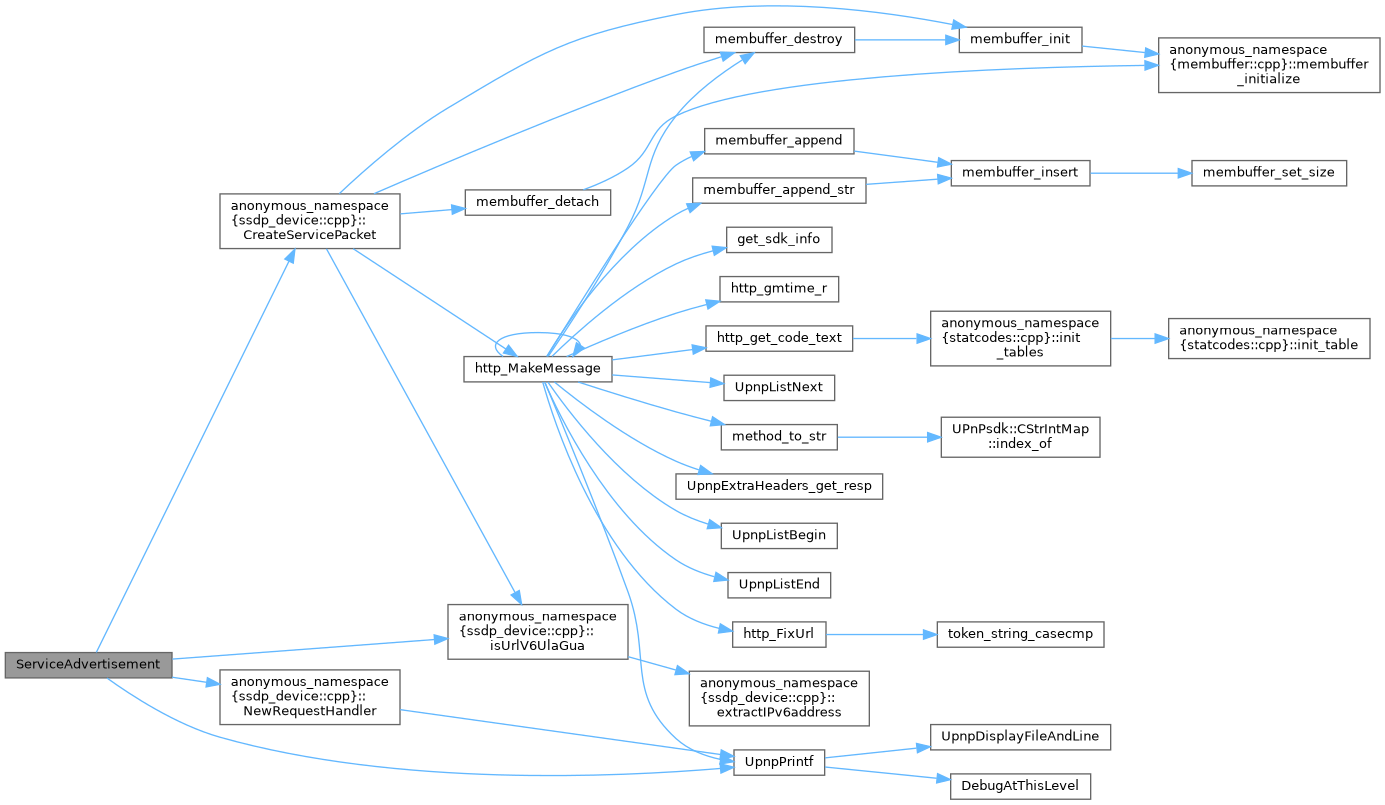 membuffer_destroy
membuffer_init
anonymous_namespace
{membuffer::cpp}::membuffer
_initialize
membuffer_append
membuffer_insert
membuffer_set_size
membuffer_append_str
anonymous_namespace
{ssdp_device::cpp}::
CreateServicePacket
membuffer_detach
get_sdk_info
http_gmtime_r
http_get_code_text
anonymous_namespace
{statcodes::cpp}::init
_tables
anonymous_namespace
{statcodes::cpp}::init_table
http_MakeMessage
UpnpListNext
method_to_str
UPnPsdk::CStrIntMap
::index_of
UpnpExtraHeaders_get_resp
UpnpListBegin
UpnpListEnd
http_FixUrl
token_string_casecmp
anonymous_namespace
{ssdp_device::cpp}::
isUrlV6UlaGua
ServiceAdvertisement
anonymous_namespace
{ssdp_device::cpp}::
NewRequestHandler
anonymous_namespace
{ssdp_device::cpp}::
extractIPv6address
UpnpPrintf
UpnpDisplayFileAndLine
DebugAtThisLevel